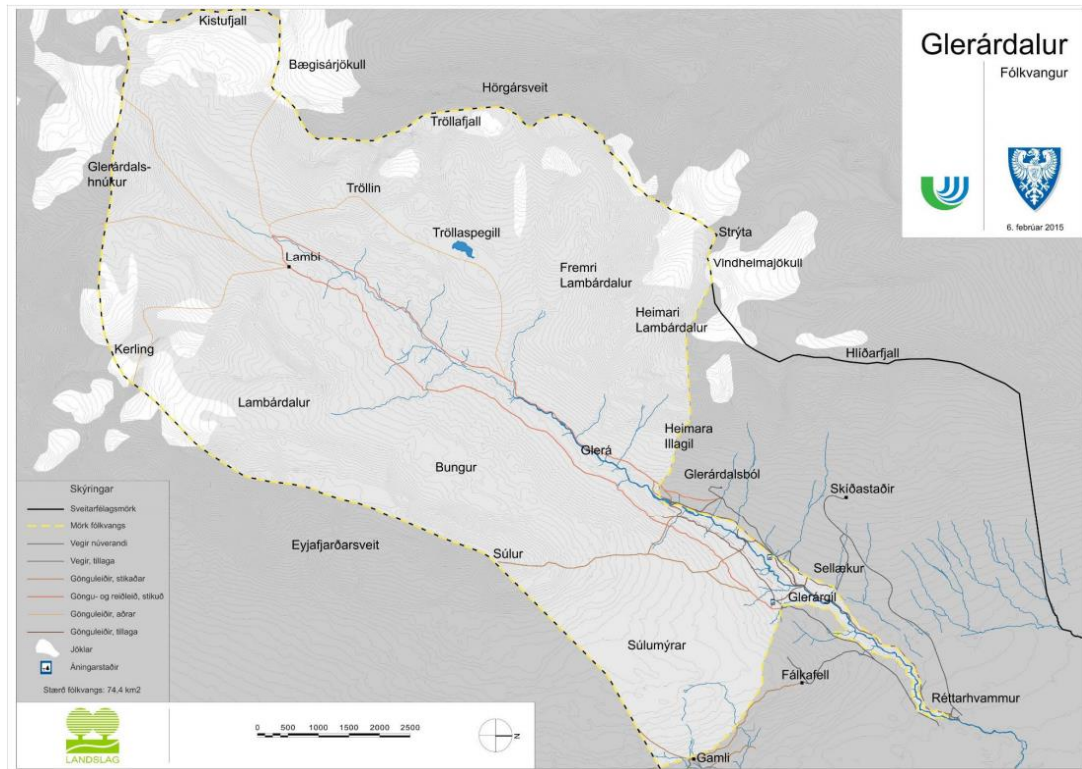 Glerárdalur
Fólkvangur
6. febrúar 2015
Kistufjall
Bægisárjökull
Hörgársveit
Tröllafjall
Glerárdals-
hnúkur
Tröllin
Tröllaspegill
Strýta
Lambi
Vindheimajökull
Fremri
Lambárdalur
Heimari
Lambárdalur
Kerling
Hlíðarfjall
Lambárdalur
Heimara
Illagil
Glerá
Bungur
Glerárdalsból
Skíðastaðir
Eyjafjarðarsveit
Súlur
Sellækur
Glerárgil
Súlumýrar
Fálkafell
Réttarhvammur
Gamli
Skýringar
Sveitarfélagsmörk
Mörk fólkvangs
Vegir núverandi
Vegir, tillaga
Gönguleiðir, stikaðar
Göngu- og reiðleið, stikuð
Gönguleiðir, aðrar
Gönguleiðir, tillaga
Jöklar
Áningarstaðir
Stærð fólkvangs: 74,4 km2
LANDSLAG
0 500 1000 1500 2000 2500
N